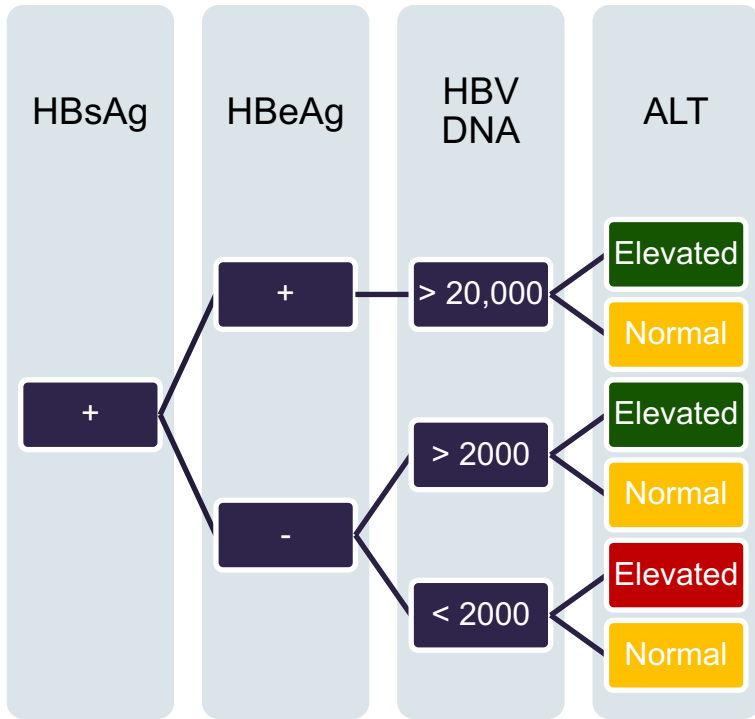 HBsAg
HBeAg
HBV
DNA
ALT
+
+
-
> 20,000
> 2000
< 2000
Elevated
Normal
Elevated
Normal
Elevated
Normal